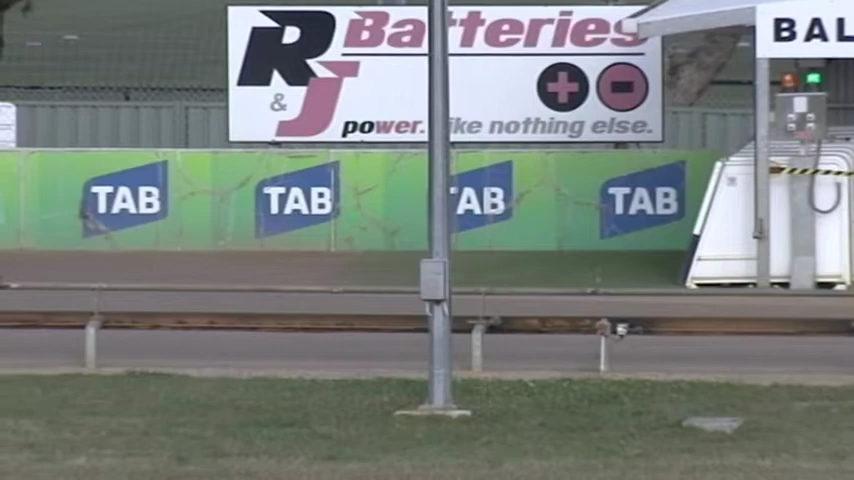 R&J Batteries
power. like nothing else.
BAL
TAB TAB TAB TAB